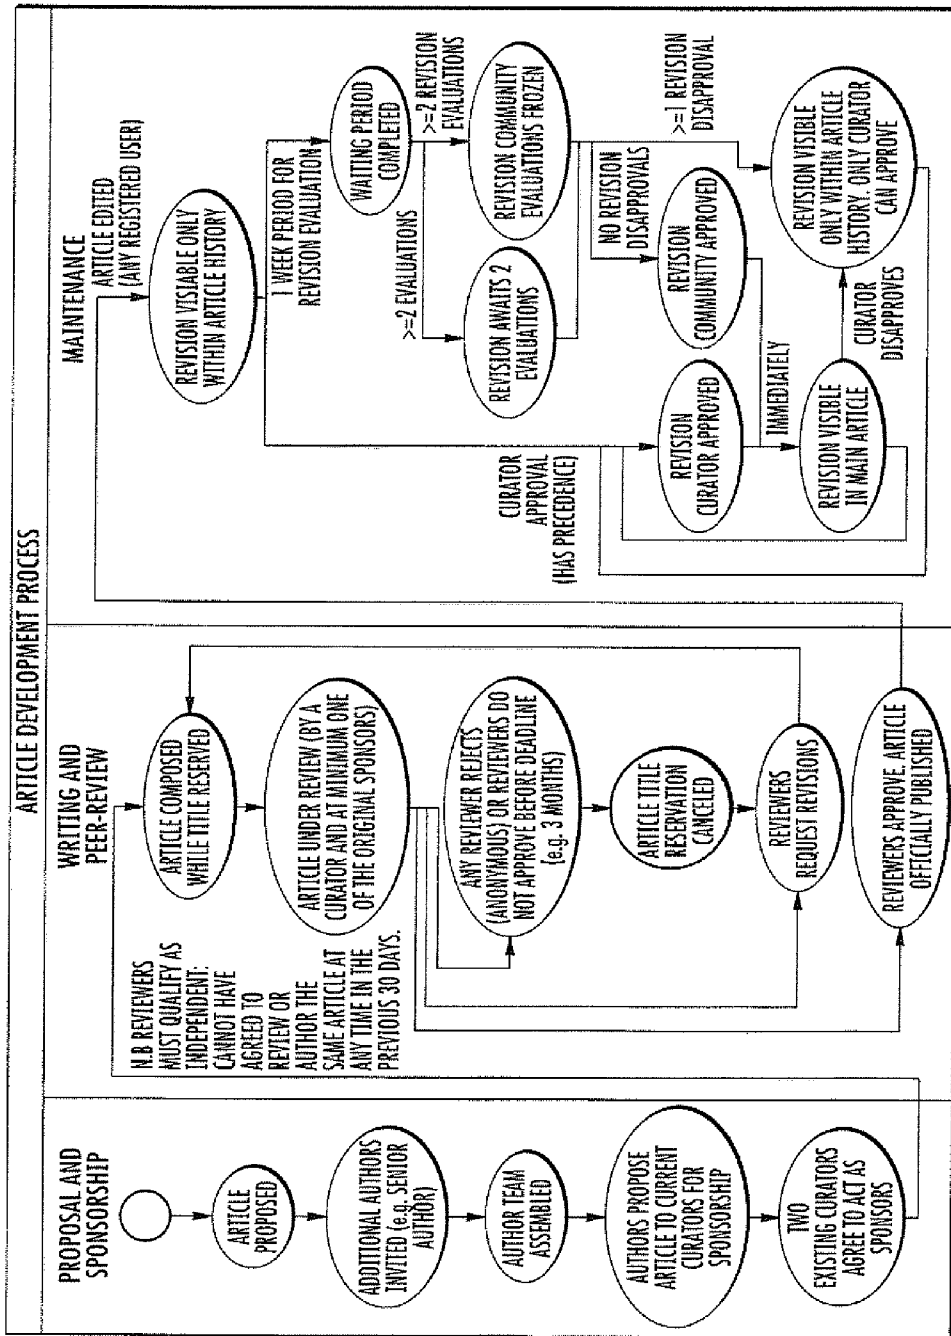 ARTICLE DEVELOPMENT PROCESS
PROPOSAL AND
SPONSORSHIP
ARTICLE
PROPOSED
ADDITIONAL AUTHORS
INVITED (e.g. SENIOR
AUTHOR)
AUTHOR TEAM
ASSEMBLED
AUTHORS PROPOSE
ARTICLE TO CURRENT
CURATORS FOR
SPONSORSHIP
TWO
EXISTING CURATORS
AGREE TO ACT AS
SPONSORS
WRITING AND
PEER-REVIEW
N.B REVIEWERS
MUST QUALIFY AS
INDEPENDENT:
CANNOT HAVE
AGREED TO
REVIEW OR
AUTHOR THE
SAME ARTICLE AT
ANY TIME IN THE
PREVIOUS 30 DAYS.
ARTICLE COMPOSED
WHILE TITLE RESERVED
ARTICLE UNDER REVIEW (BY A
CURATOR AND AT MINIMUM ONE
OF THE ORIGINAL SPONSORS)
ANY REVIEWER REJECTS
(ANONYMOUS) OR REVIEWERS DO
NOT APPROVE BEFORE DEADLINE
(e.g. 3 MONTHS)
ARTICLE TITLE
RESERVATION
CANCELED
REVIEWERS
REQUEST REVISIONS
REVIEWERS APPROVE, ARTICLE
OFFICIALLY PUBLISHED
MAINTENANCE
ARTICLE EDITED
(ANY REGISTERED USER)
REVISION VISIABLE ONLY
WITHIN ARTICLE HISTORY
1 WEEK PERIOD FOR
REVISION EVALUATION
WAITING PERIOD
COMPLETED
>=2 EVALUATIONS
>=2 REVISION
EVALUATIONS
REVISION AWAITS 2
EVALUATIONS
REVISION COMMUNITY
EVALUATIONS FROZEN
CURATOR
APPROVAL
(HAS PRECEDENCE)
NO REVISION
DISAPPROVALS
>=1 REVISION
DISAPPROVAL
REVISION
CURATOR APPROVED
REVISION
COMMUNITY APPROVED
IMMEDIATELY
REVISION VISIBLE
IN MAIN ARTICLE
CURATOR
DISAPPROVES
REVISION VISIBLE
ONLY WITHIN ARTICLE
HISTORY. ONLY CURATOR
CAN APPROVE